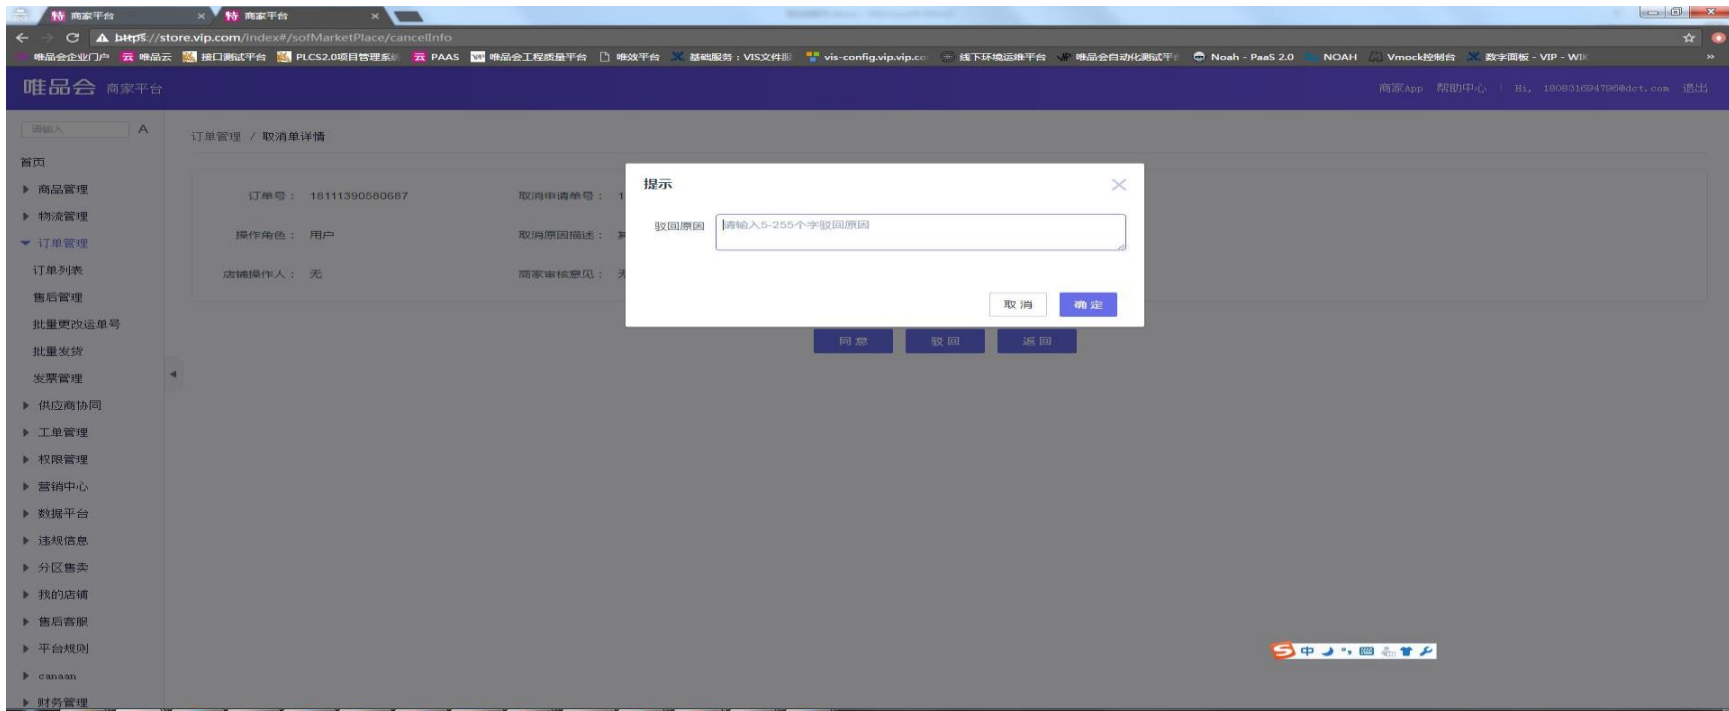 商家平台
商家平台
https://store.vip.com/index#/sofMarketPlace/cancelInfo
唯品会企业门户 唯品云 接口测试平台 PLCS2.0项目管理系 PAAS 唯品会工程质量平台 唯效平台 基础服务：VIS文件 vis-config.vip.vip.co 线下环境运维平台 唯品会自动化测试平 Noah - PaaS 2.0 NOAH Vmock控制台 数字面板 - VIP - WIK
唯品会 商家平台
商家App 帮助中心 Hi, 退出
请输入 A
订单管理 / 取消单详情
首页
商品管理
物流管理
订单管理
订单列表
售后管理
批量更改运单号
批量发货
发票管理
供应商协同
工单管理
权限管理
营销中心
数据平台
违规信息
分区售卖
我的店铺
售后客服
平台规则
canaan
财务管理
订单号： 18111390580687 取消申请单号： 1
操作角色： 用户 取消原因描述：
店铺操作人： 无 商家审核意见： 无
提示
驳回原因 请输入5-255个字驳回原因
取消 确定
同意 驳回 返回
中